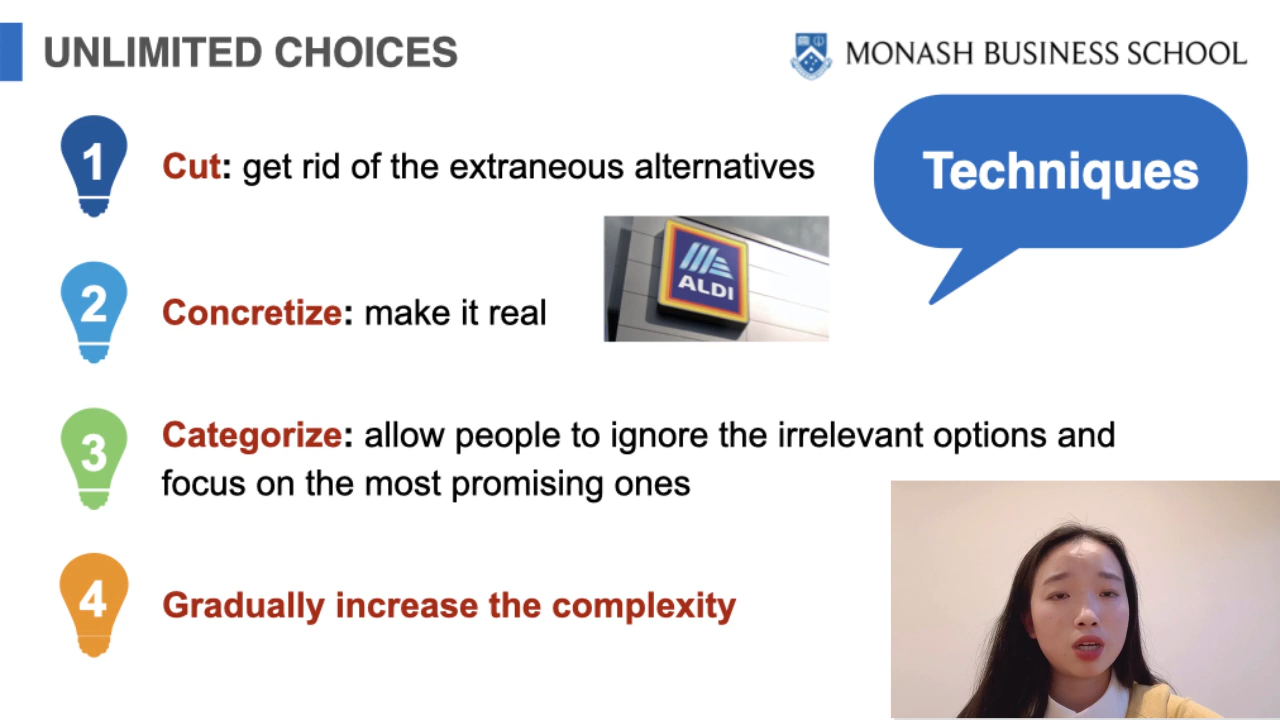 UNLIMITED CHOICES
MONASH BUSINESS SCHOOL
Techniques
1
Cut: get rid of the extraneous alternatives
ALDI
2
Concretize: make it real
3
Categorize: allow people to ignore the irrelevant options and
focus on the most promising ones
4
Gradually increase the complexity